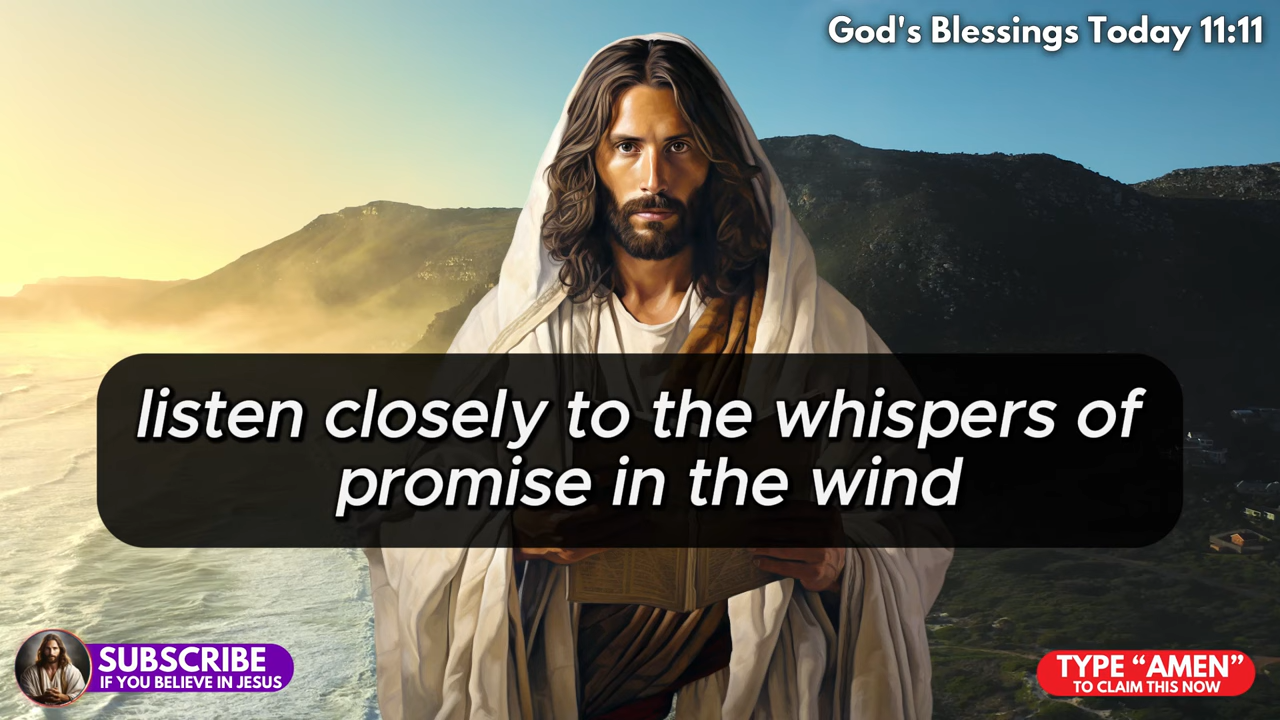 God's Blessings Today 11:11
listen closely to the whispers of
promise in the wind
SUBSCRIBE
IF YOU BELIEVE IN JESUS
TYPE “AMEN”
TO CLAIM THIS NOW